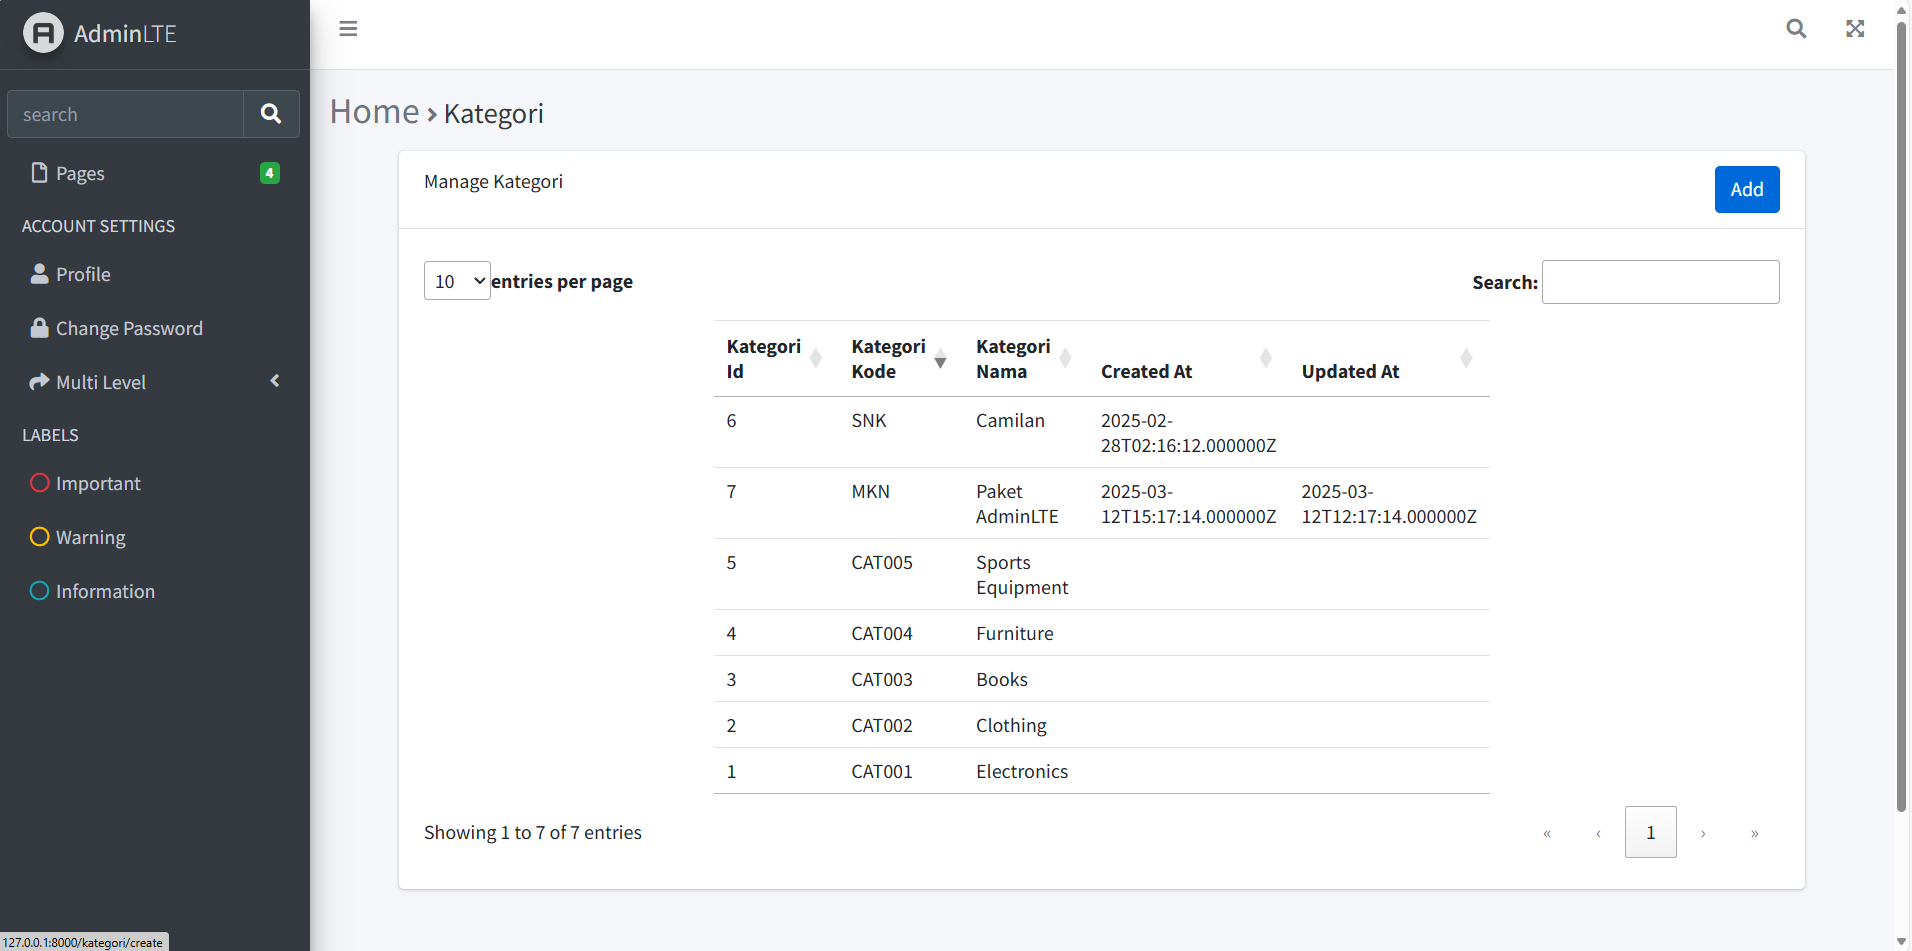 AdminLTE
search
Home › Kategori
Pages 4
Manage Kategori
Add
ACCOUNT SETTINGS
Profile
Change Password
Multi Level
LABELS
Important
Warning
Information
10 entries per page
Search:
Kategori Id
Kategori Kode
Kategori Nama
Created At
Updated At
6 SNK Camilan 2025-02-
28T02:16:12.000000Z
7 MKN Paket 2025-03- 2025-03-
AdminLTE 12T15:17:14.000000Z 12T12:17:14.000000Z
5 CAT005 Sports
Equipment
4 CAT004 Furniture
3 CAT003 Books
2 CAT002 Clothing
1 CAT001 Electronics
Showing 1 to 7 of 7 entries
« ‹ 1 › »
127.0.0.1:8000/kategori/create